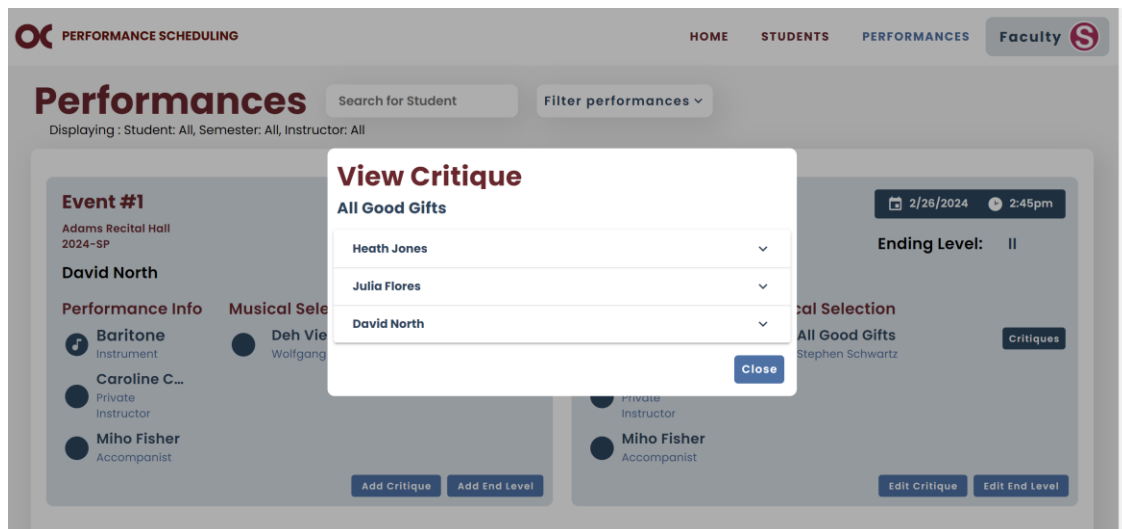 OC PERFORMANCE SCHEDULING
HOME STUDENTS PERFORMANCES Faculty S
Performances
Search for Student
Filter performances
Displaying : Student: All, Semester: All, Instructor: All
Event #1
Adams Recital Hall
2024-SP
David North
Performance Info
Baritone
Instrument
Caroline C...
Private
Instructor
Miho Fisher
Accompanist
Musical Sele
Deh Vie
Wolfgang
Add Critique Add End Level
View Critique
All Good Gifts
Heath Jones
Julia Flores
David North
Close
2/26/2024 2:45pm
Ending Level: II
cal Selection
All Good Gifts
Stephen Schwartz
Critiques
Private
Instructor
Miho Fisher
Accompanist
Edit Critique Edit End Level